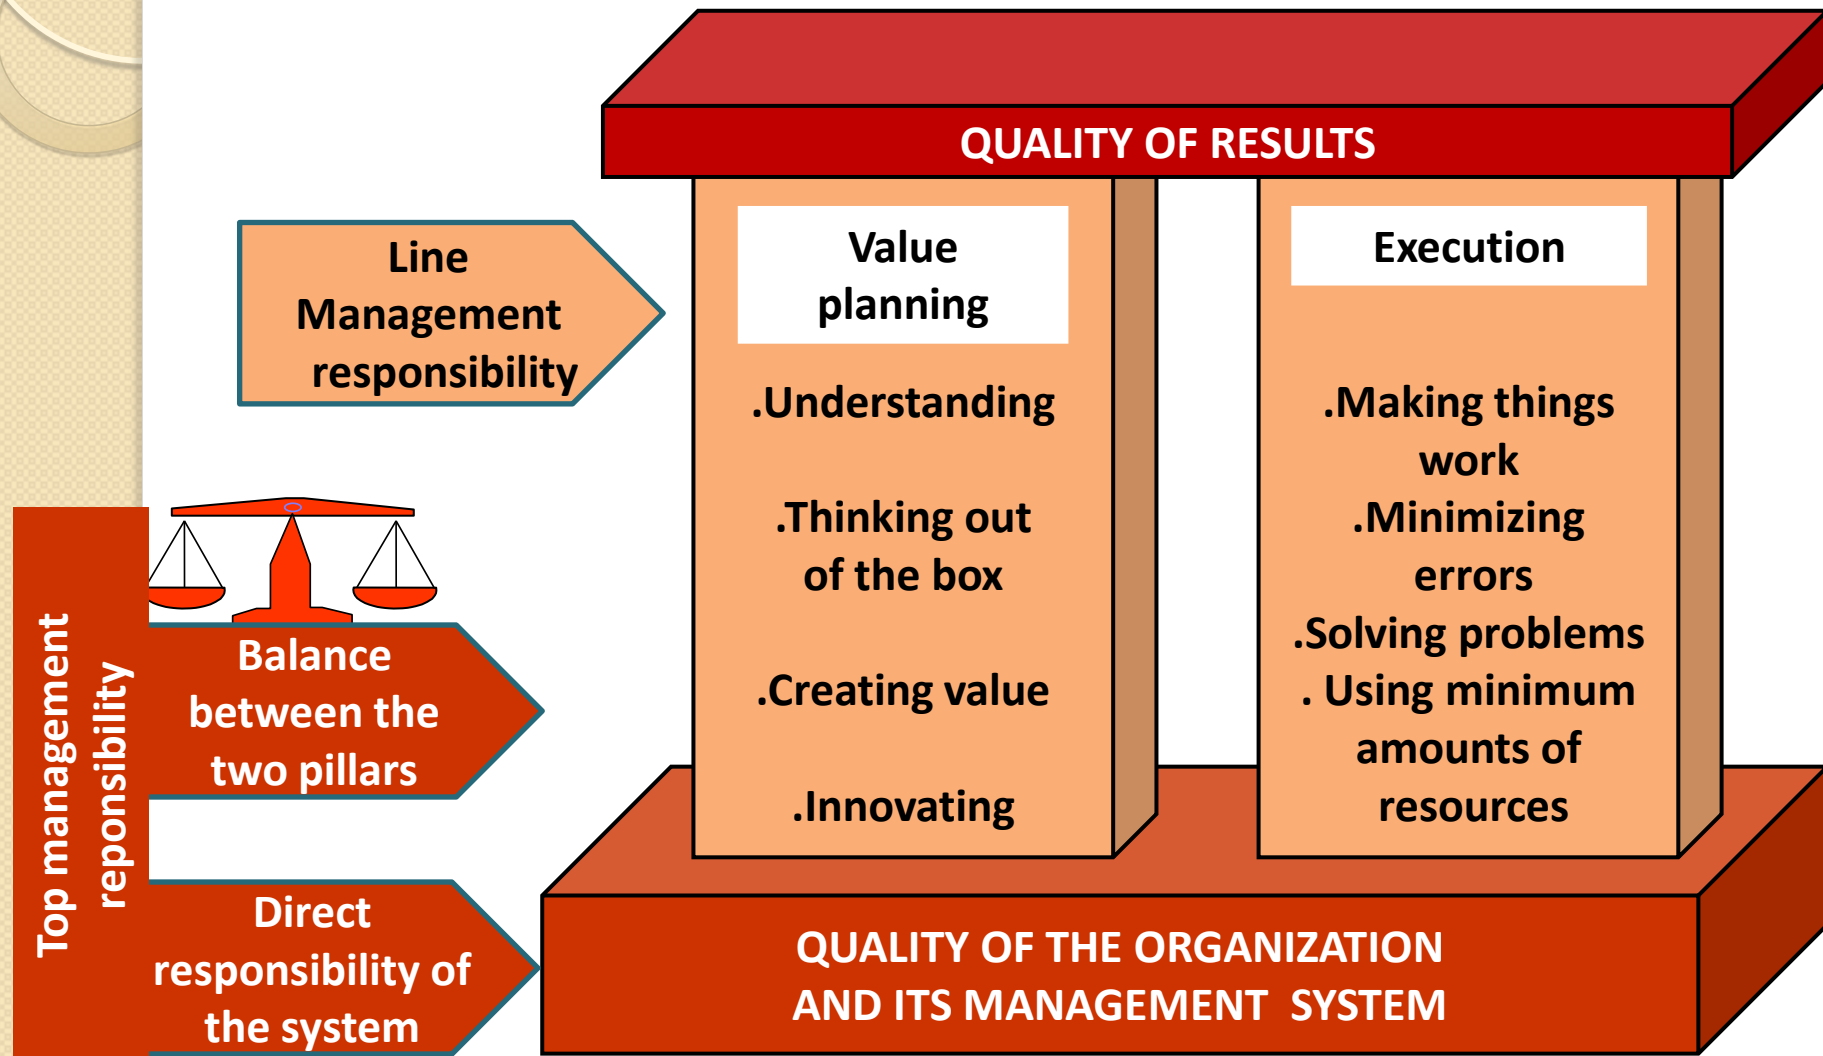 QUALITY OF RESULTS
Line
Management
responsibility
Value
planning
.Understanding
.Thinking out
of the box
.Creating value
.Innovating
Execution
.Making things
work
.Minimizing
errors
.Solving problems
. Using minimum
amounts of
resources
Top management
reponsibility
Balance
between the
two pillars
Direct
responsibility of
the system
QUALITY OF THE ORGANIZATION
AND ITS MANAGEMENT SYSTEM